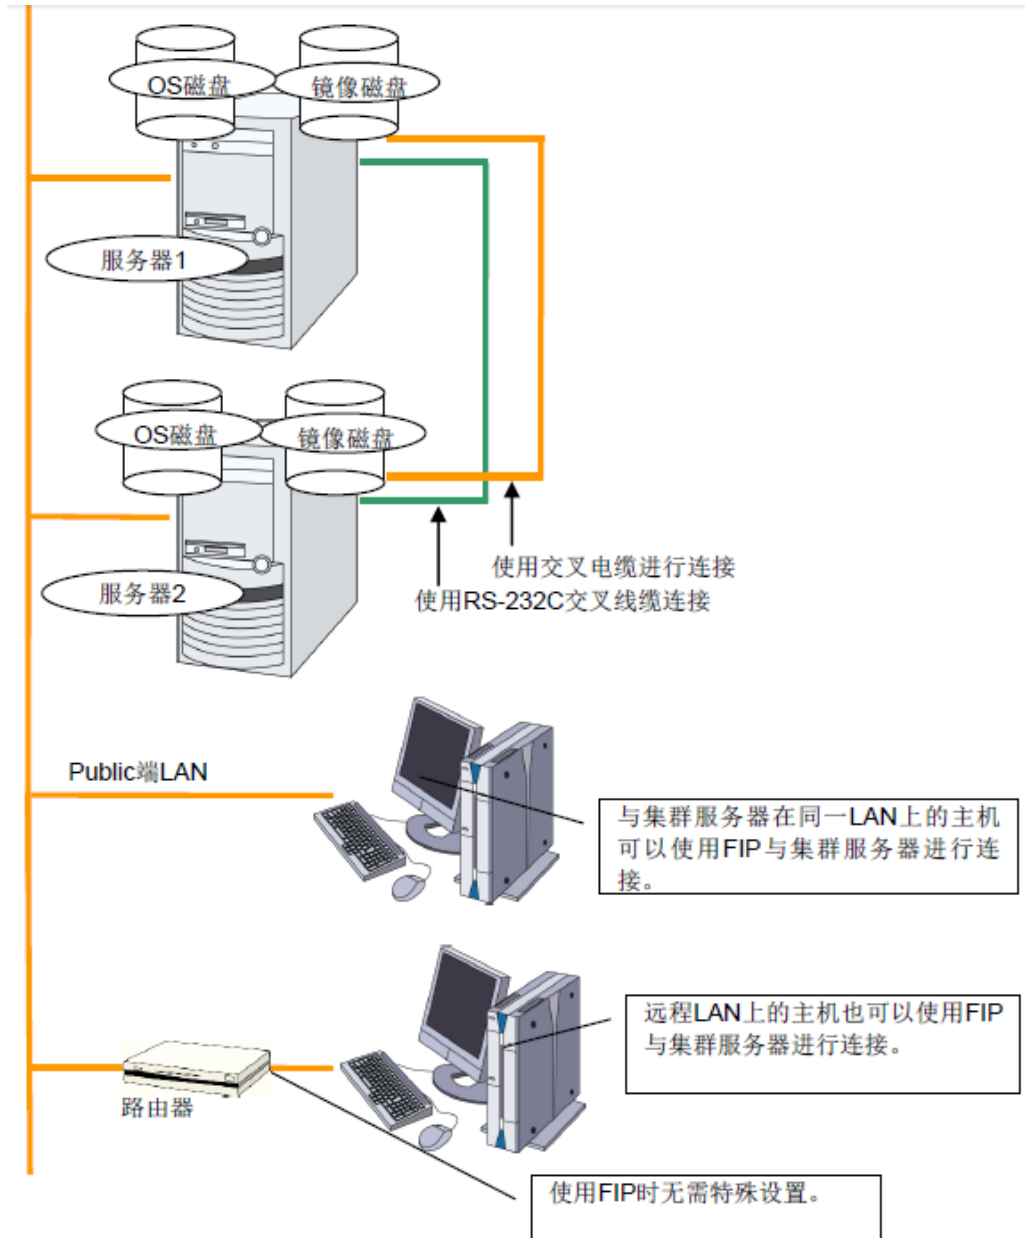 OS磁盘
镜像磁盘
服务器1
OS磁盘
镜像磁盘
服务器2
使用交叉电缆进行连接
使用RS-232C交叉线缆连接
Public端LAN
与集群服务器在同一LAN上的主机
可以使用FIP与集群服务器进行连
接。
远程LAN上的主机也可以使用FIP
与集群服务器进行连接。
路由器
使用FIP时无需特殊设置。